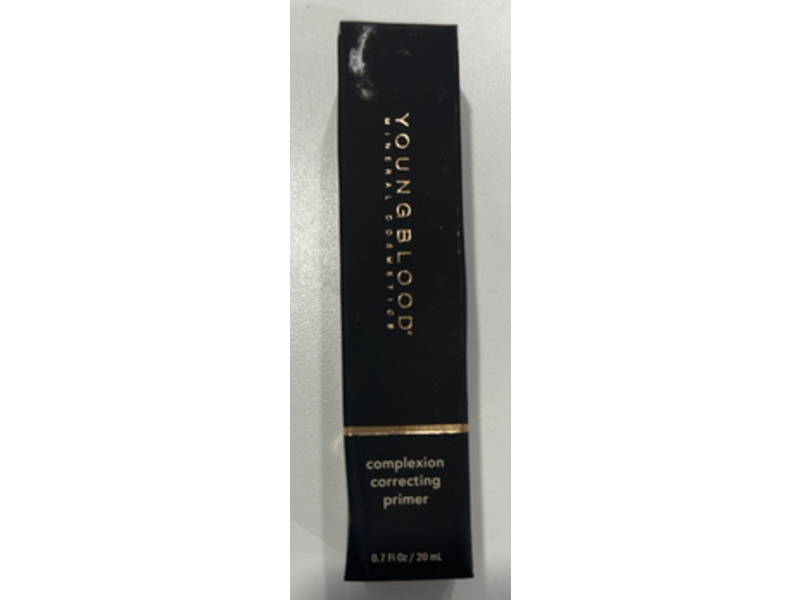 YOUNGBLOOD®
MINERAL COSMETICS
complexion
correcting
primer
0.7 Fl Oz / 20 mL